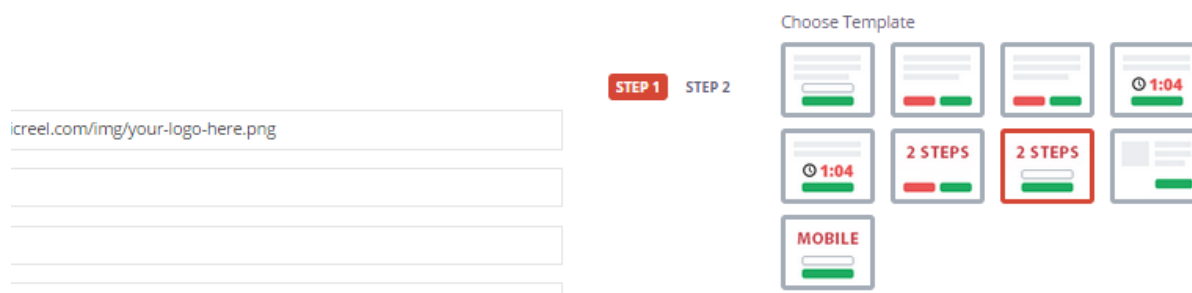 Choose Template
STEP 1 STEP 2
1:04
icreel.com/img/your-logo-here.png
1:04
2 STEPS
2 STEPS
MOBILE